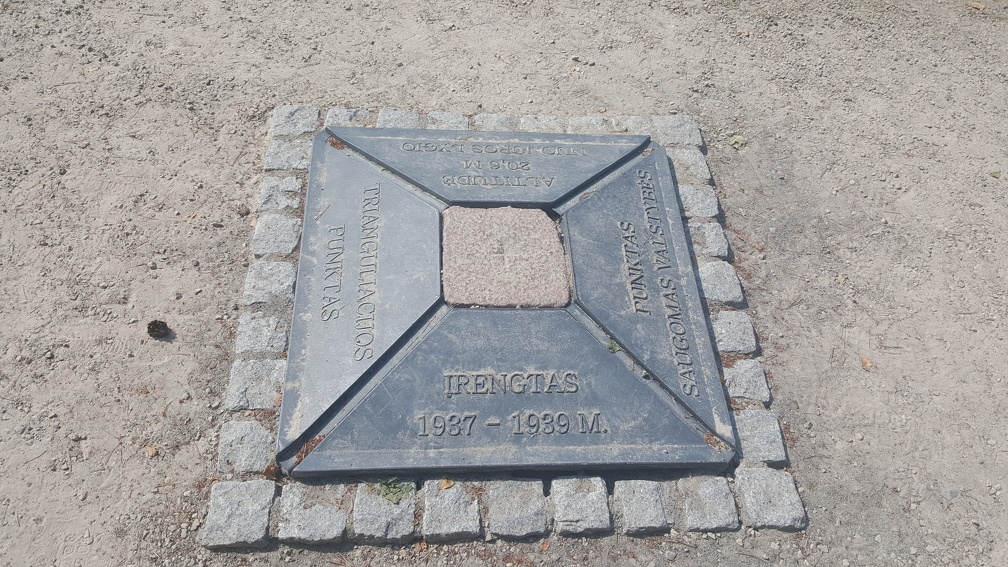 ALTITUDĖ
20,6 M
NUO JŪROS LYGIO
TRIANGULIACIJOS
PUNKTAS
PUNKTAS
SAUGOMAS VALSTYBĖS
ĮRENGTAS
1937 – 1939 M.